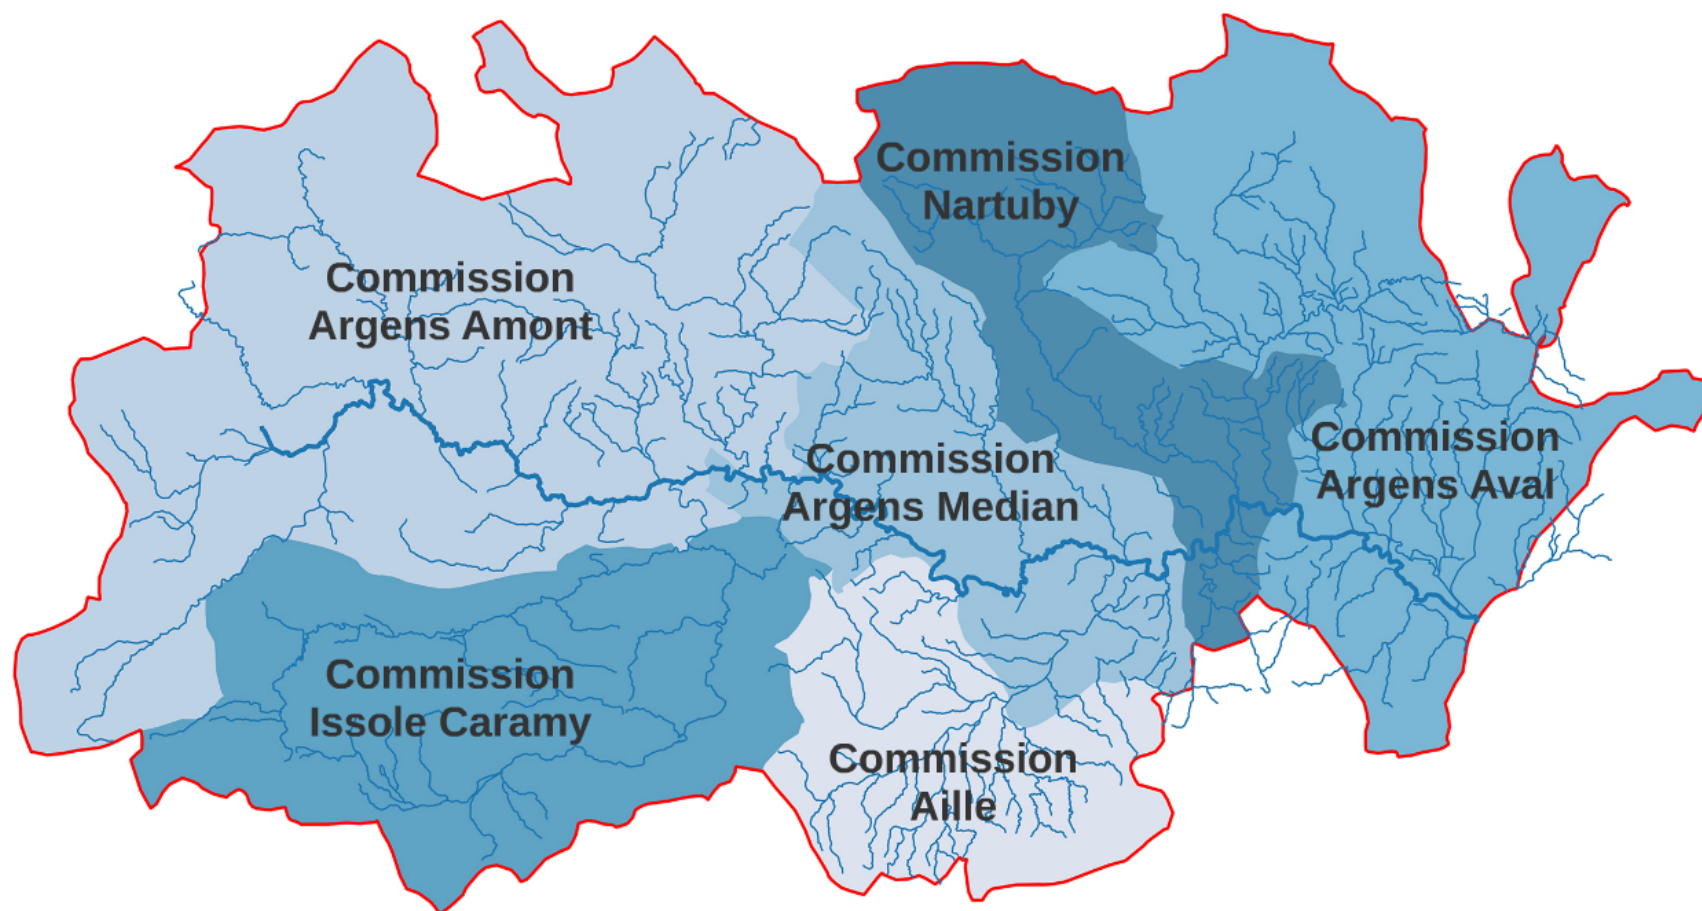 Commission
Nartuby
Commission
Argens Amont
Commission
Argens Median
Commission
Argens Aval
Commission
Issole Caramy
Commission
Aille